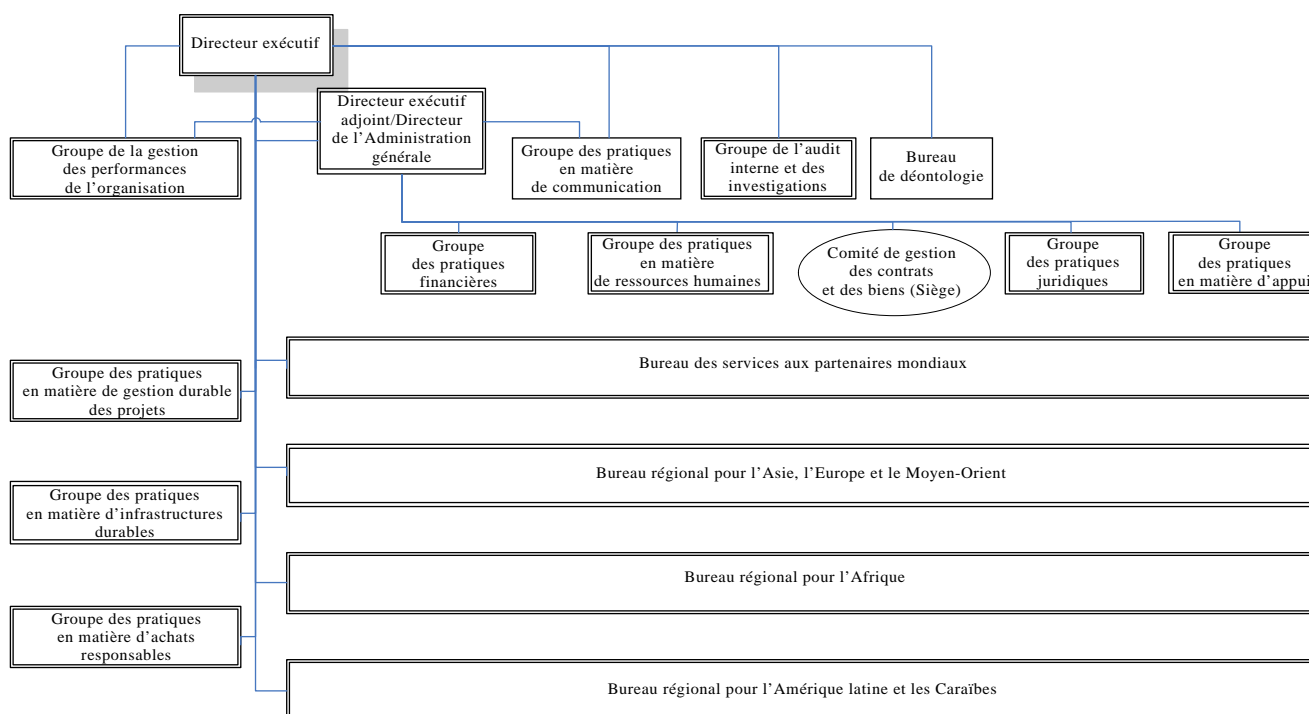 Directeur exécutif
Directeur exécutif
adjoint/Directeur
de l’Administration
générale
Groupe de la gestion
des performances
de l’organisation
Groupe des pratiques
en matière
de communication
Groupe de l’audit
interne et des
investigations
Bureau
de déontologie
Groupe
des pratiques
financières
Groupe des pratiques
en matière
de ressources humaines
Comité de gestion
des contrats
et des biens (Siège)
Groupe
des pratiques
juridiques
Groupe
des pratiques
en matière d’appui
Bureau des services aux partenaires mondiaux
Groupe des pratiques
en matière de gestion durable
des projets
Bureau régional pour l’Asie, l’Europe et le Moyen-Orient
Groupe des pratiques
en matière d’infrastructures
durables
Bureau régional pour l’Afrique
Groupe des pratiques
en matière d’achats
responsables
Bureau régional pour l’Amérique latine et les Caraïbes